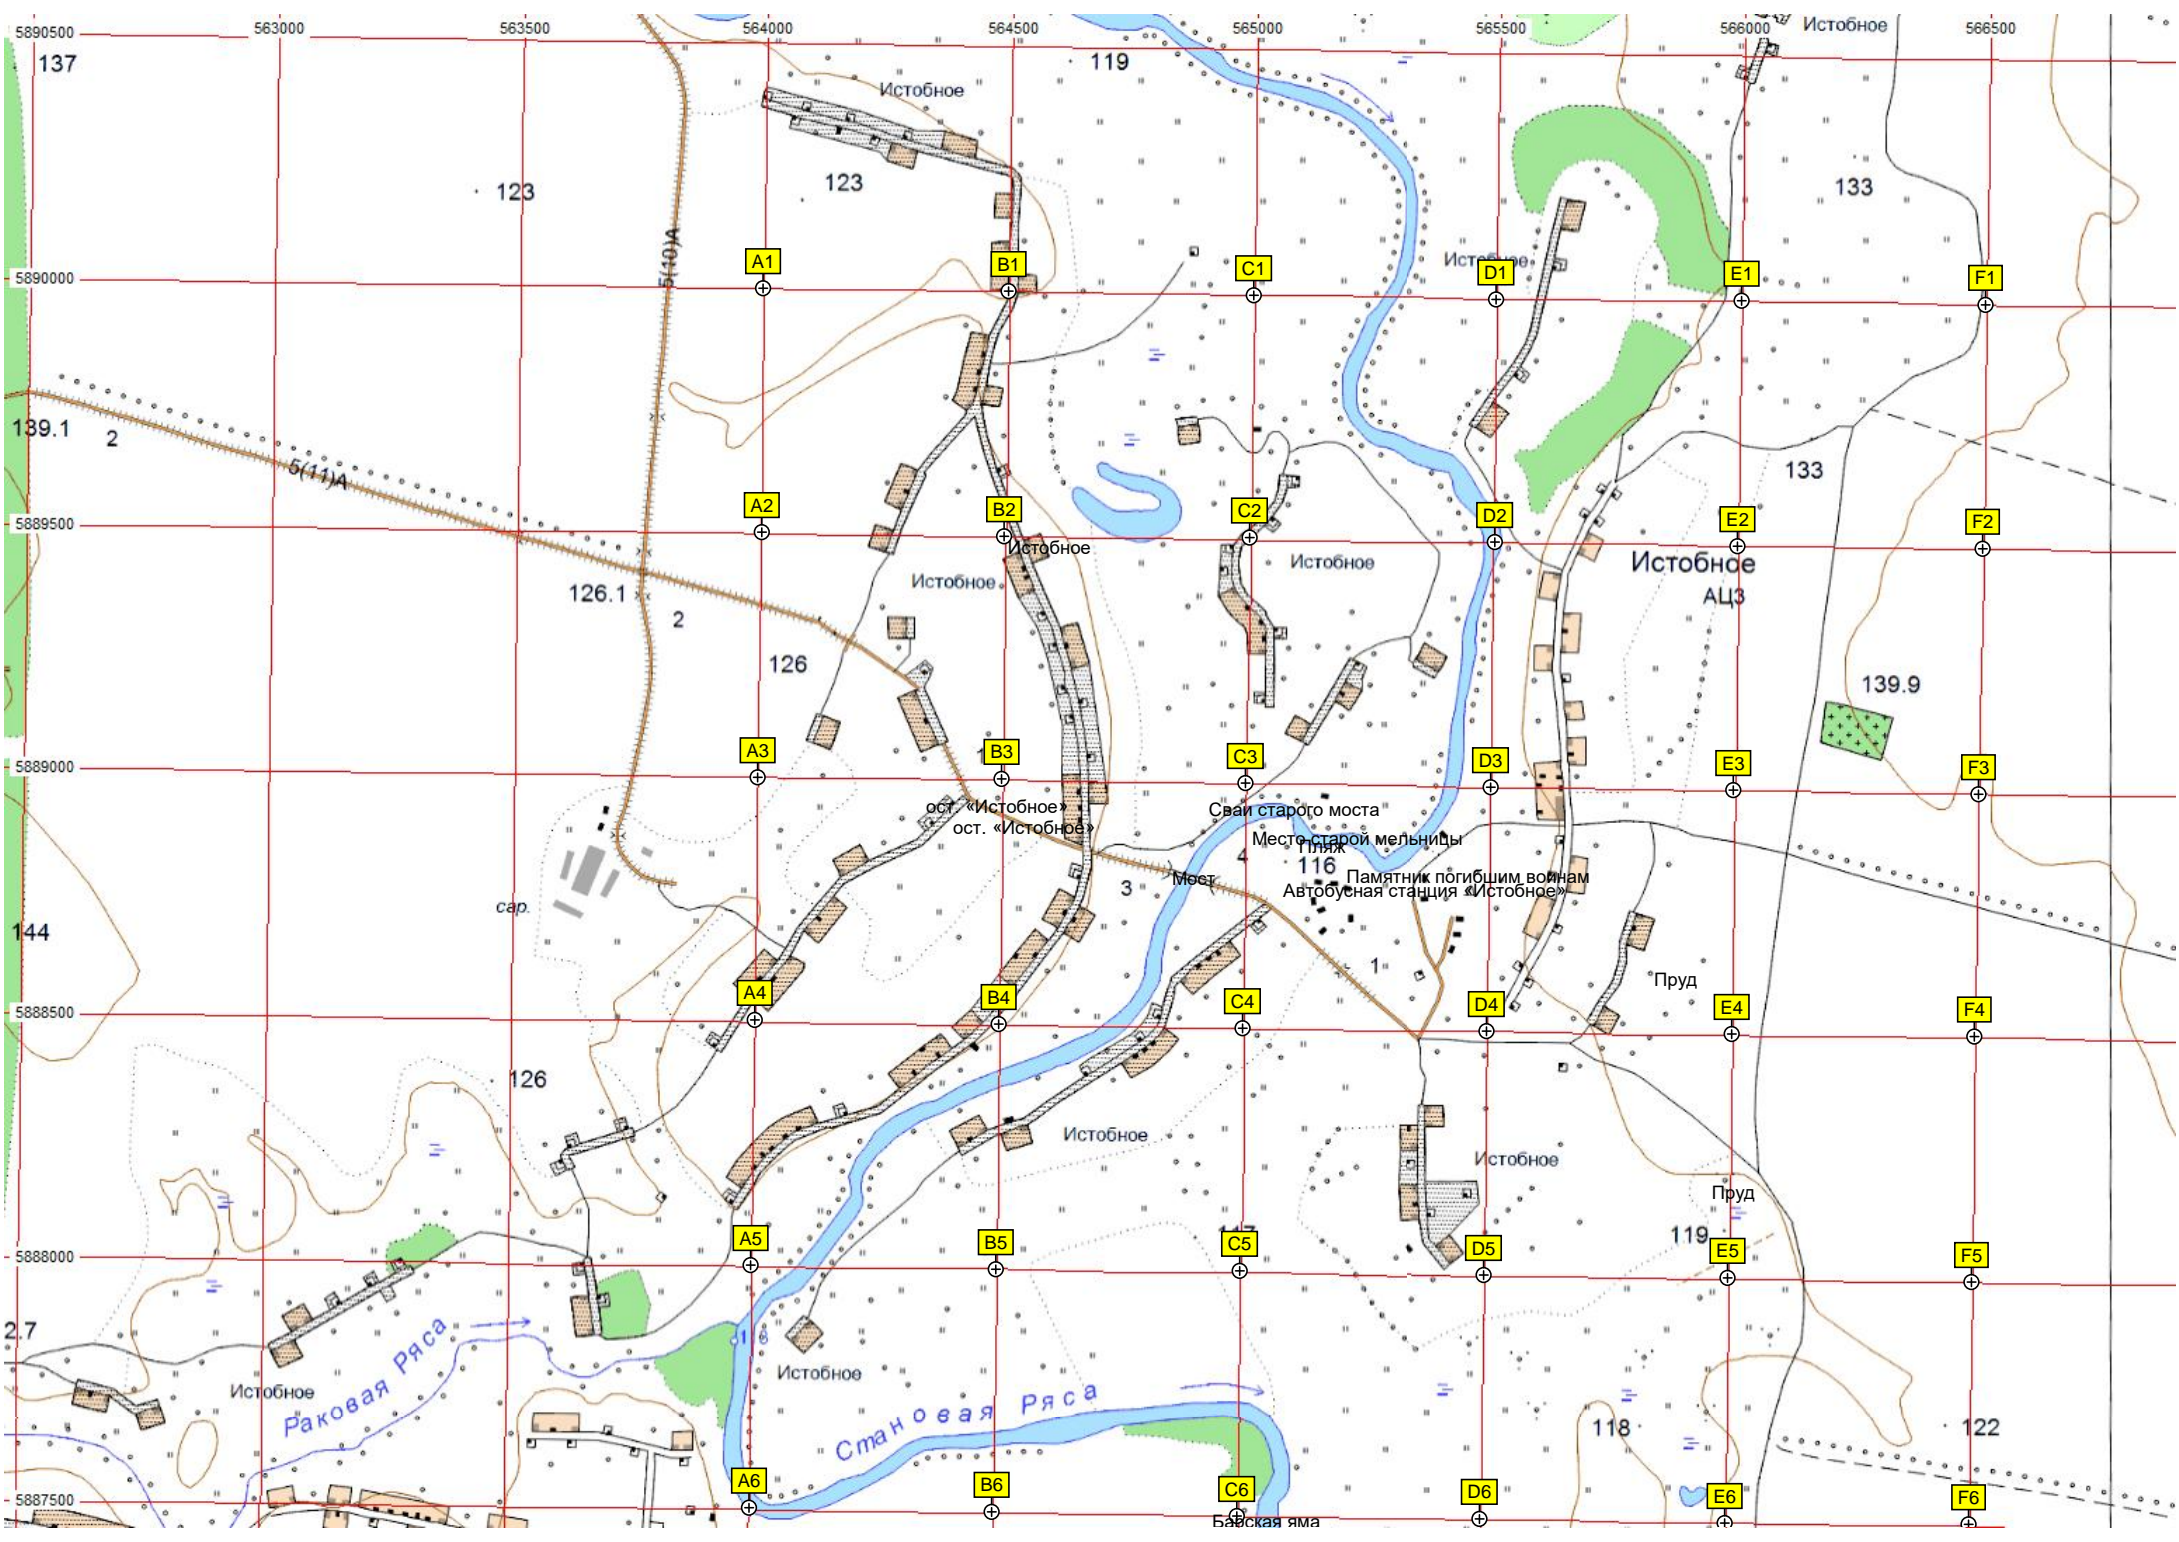 563000 563500 564000 564500 565000 565500 566000 566500
5890500
Истобное
137
119
Истобное
123
123
133
5(10)А
A1 B1 C1 D1 E1 F1
Истобное
5890000
139.1
2
5(11)А
133
A2 B2 C2 D2 E2 F2
5889500
Истобное
Истобное
Истобное
Истобное
АЦЗ
126.1
2
126
139.9
A3 B3 C3 D3 E3 F3
5889000
ост. «Истобное»
ост. «Истобное»
Сваи старого моста
Место старой мельницы
Пляж
4
116
Мост
3
Памятник погибшим воинам
Автобусная станция «Истобное»
сар.
144
1
Пруд
A4 B4 C4 D4 E4 F4
5888500
126
Истобное
Истобное
Пруд
119
A5 B5 C5 D5 E5 F5
5888000
2.7
Истобное
Истобное
Раковая Ряса
Становая Ряса
118
122
A6 B6 C6 D6 E6 F6
5887500
Барская яма